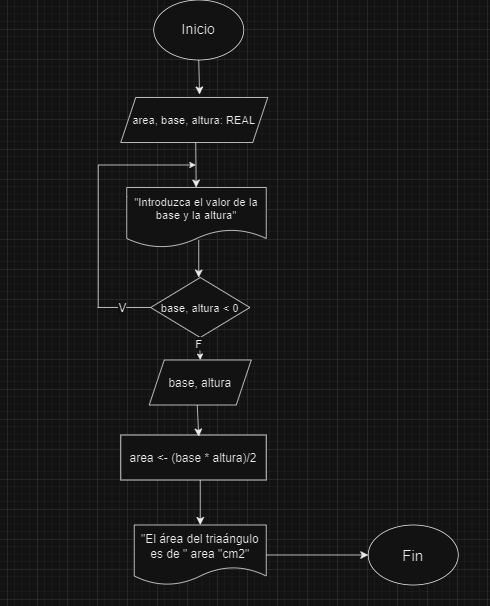 Inicio
area, base, altura: REAL
"Introduzca el valor de la
base y la altura"
base, altura < 0
V
F
base, altura
area <- (base * altura)/2
"El área del triaángulo
es de " area "cm2"
Fin